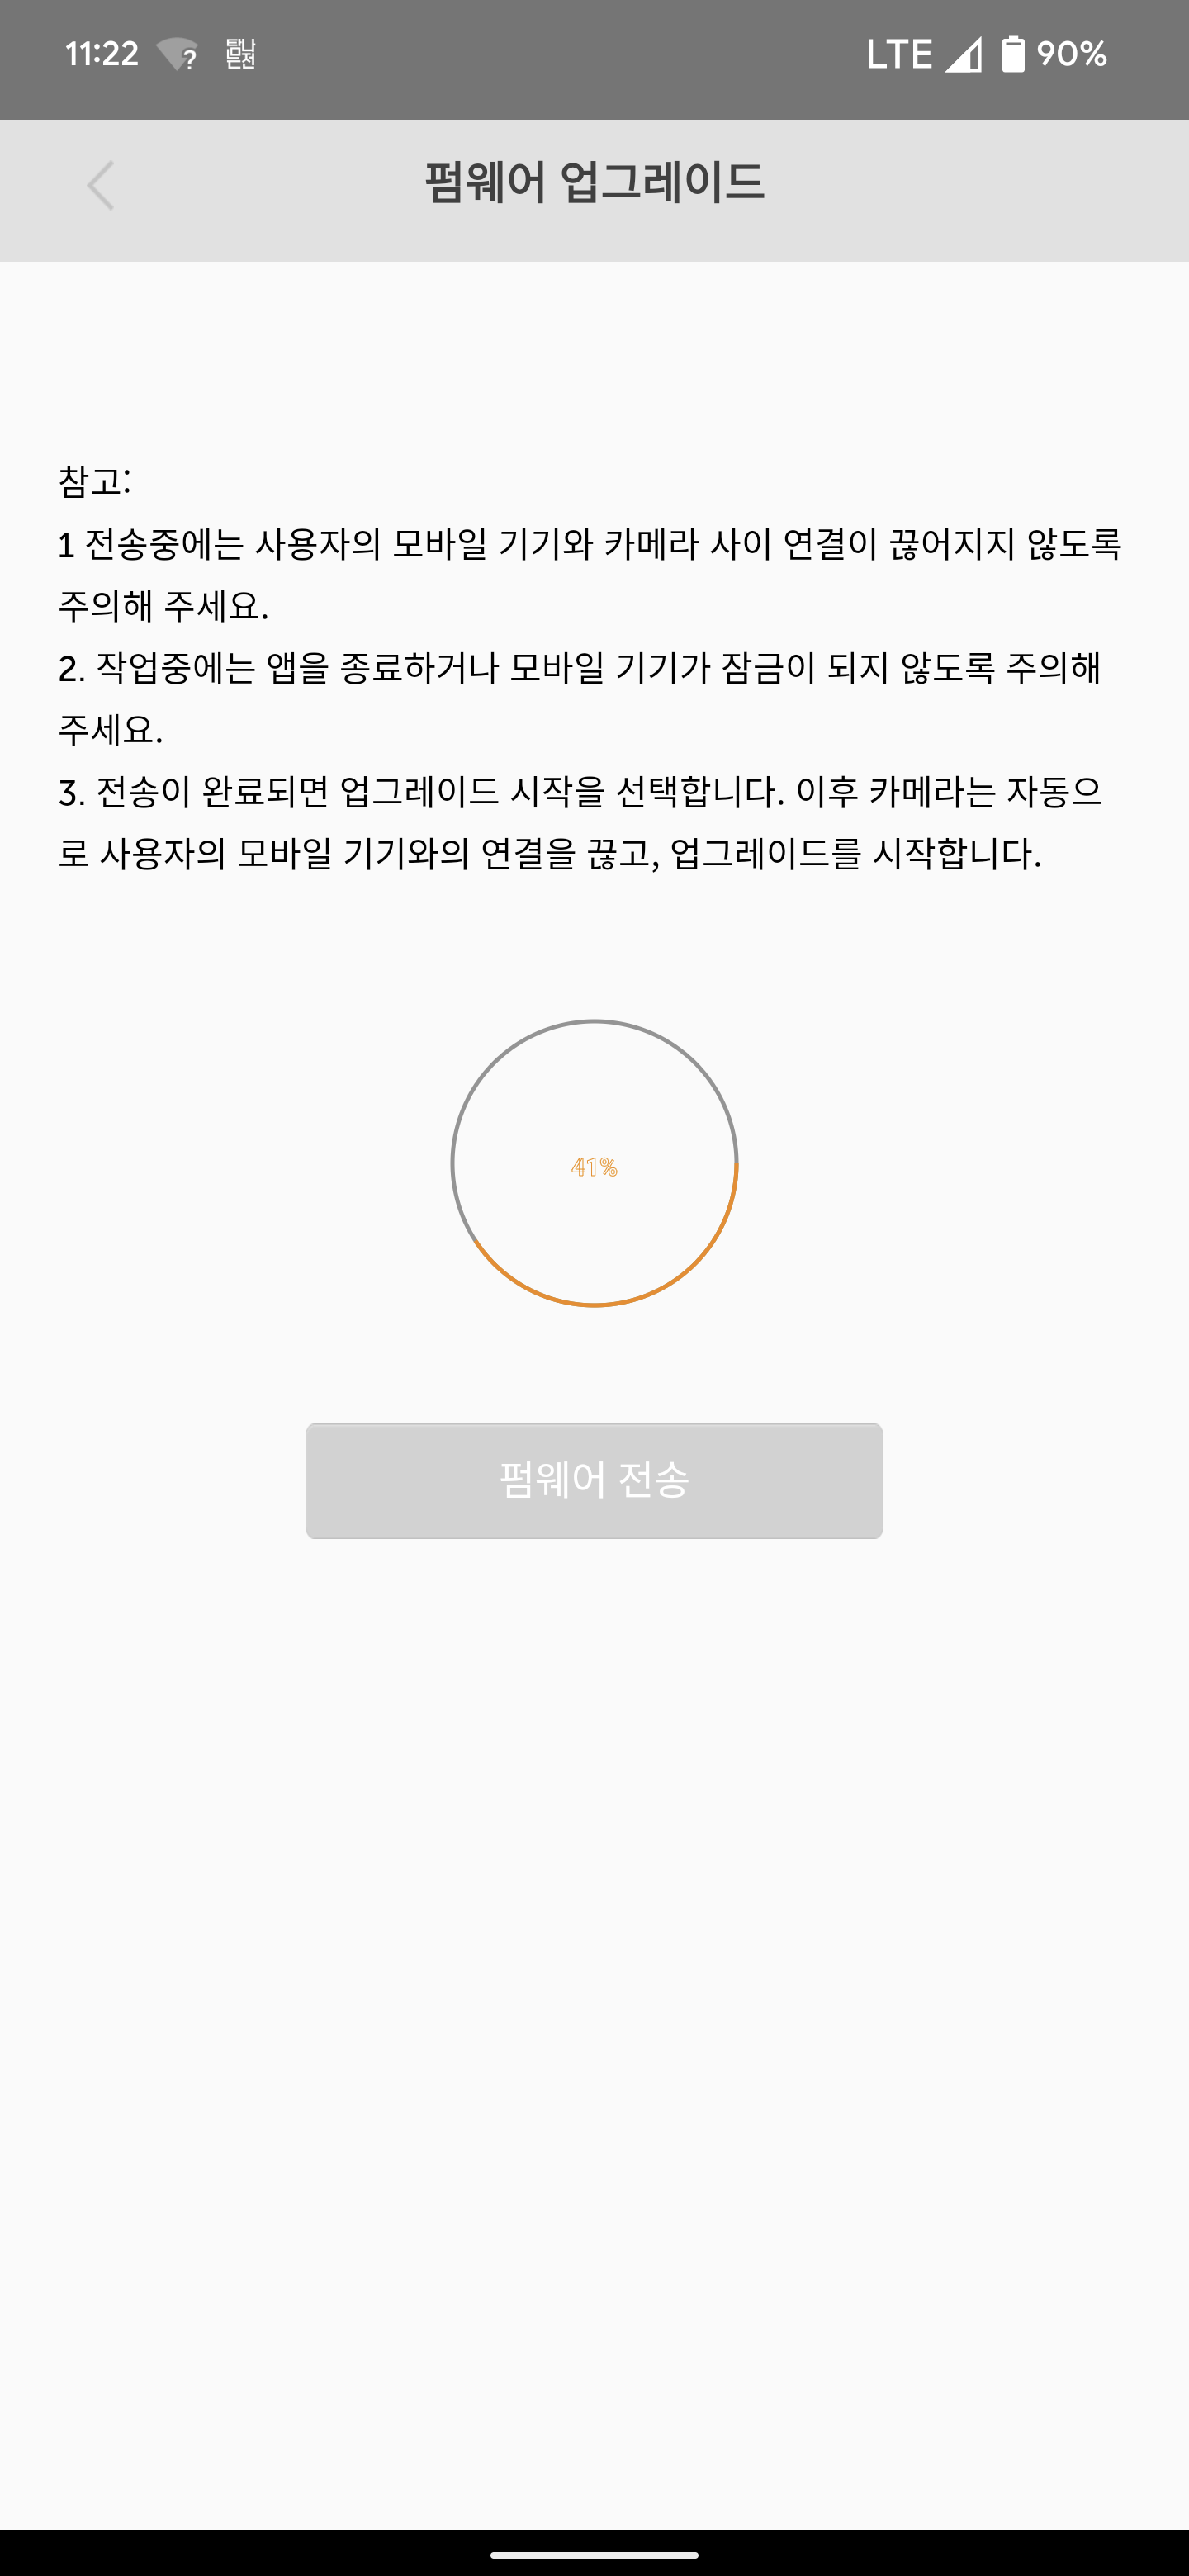 11:22
LTE 90%
펌웨어 업그레이드
참고:
1 전송중에는 사용자의 모바일 기기와 카메라 사이 연결이 끊어지지 않도록
주의해 주세요.
2. 작업중에는 앱을 종료하거나 모바일 기기가 잠금이 되지 않도록 주의해
주세요.
3. 전송이 완료되면 업그레이드 시작을 선택합니다. 이후 카메라는 자동으
로 사용자의 모바일 기기와의 연결을 끊고, 업그레이드를 시작합니다.
41%
펌웨어 전송